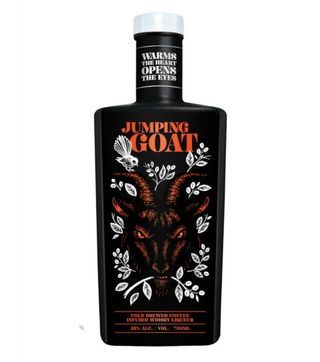 WARMS
THE HEART
OPENS
THE EYES
JUMPING
GOAT
COLD BREWED COFFEE
INFUSED WHISKY LIQUEUR
33% ALC. / VOL. - 700ML